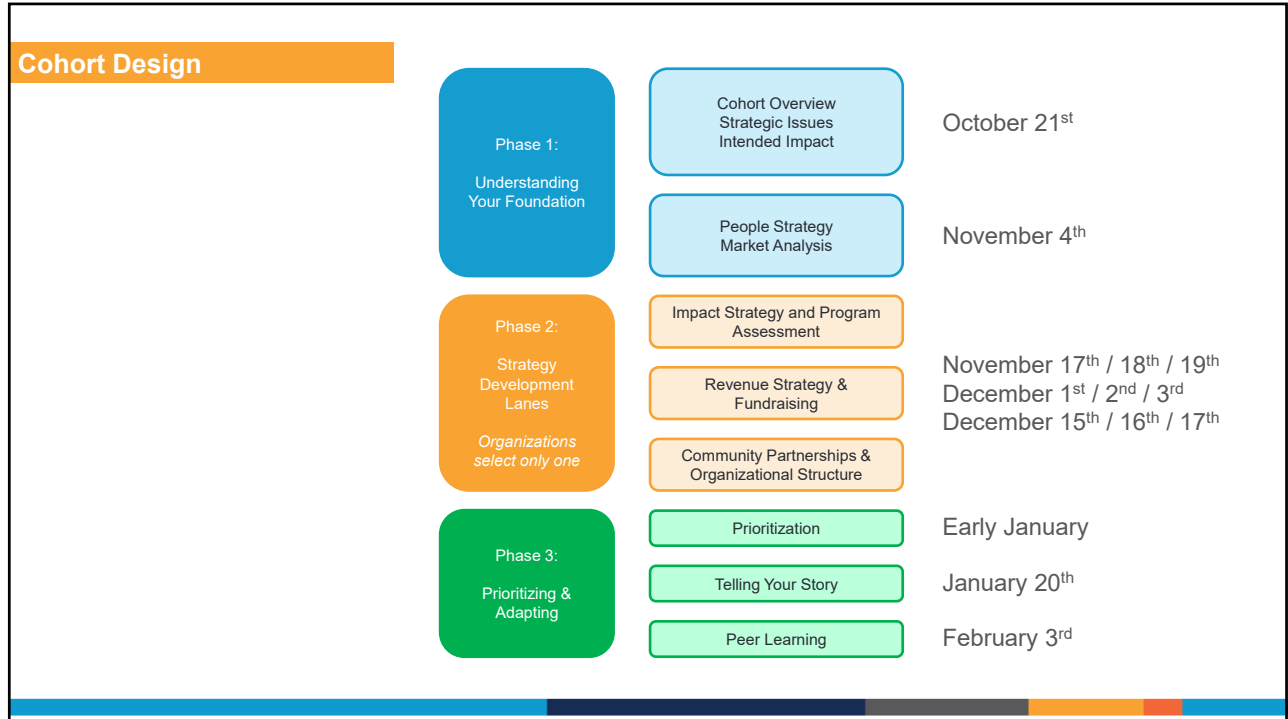 Cohort Design
Phase 1:
Understanding
Your Foundation
Cohort Overview
Strategic Issues
Intended Impact
October 21st
People Strategy
Market Analysis
November 4th
Phase 2:
Strategy
Development
Lanes
Organizations
select only one
Impact Strategy and Program
Assessment
Revenue Strategy &
Fundraising
Community Partnerships &
Organizational Structure
November 17th / 18th / 19th
December 1st / 2nd / 3rd
December 15th / 16th / 17th
Phase 3:
Prioritizing &
Adapting
Prioritization
Early January
Telling Your Story
January 20th
Peer Learning
February 3rd